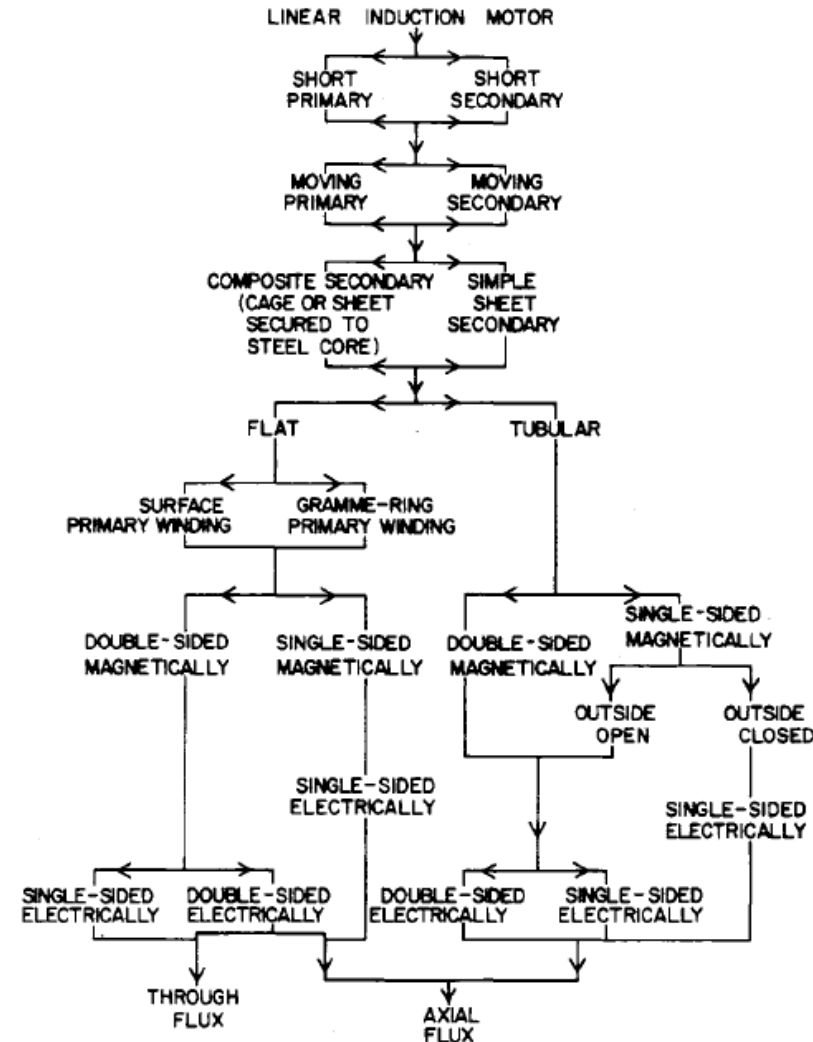 LINEAR INDUCTION MOTOR
SHORT
PRIMARY
SHORT
SECONDARY
MOVING
PRIMARY
MOVING
SECONDARY
COMPOSITE SECONDARY
(CAGE OR SHEET
SECURED TO
STEEL CORE)
SIMPLE
SHEET
SECONDARY
FLAT
TUBULAR
SURFACE
PRIMARY WINDING
GRAMME-RING
PRIMARY WINDING
DOUBLE-SIDED
MAGNETICALLY
SINGLE-SIDED
MAGNETICALLY
DOUBLE-SIDED
MAGNETICALLY
SINGLE-SIDED
MAGNETICALLY
OUTSIDE
OPEN
OUTSIDE
CLOSED
SINGLE-SIDED
ELECTRICALLY
SINGLE-SIDED
ELECTRICALLY
SINGLE-SIDED
ELECTRICALLY
DOUBLE-SIDED
ELECTRICALLY
DOUBLE-SIDED
ELECTRICALLY
SINGLE-SIDED
ELECTRICALLY
THROUGH
FLUX
AXIAL
FLUX